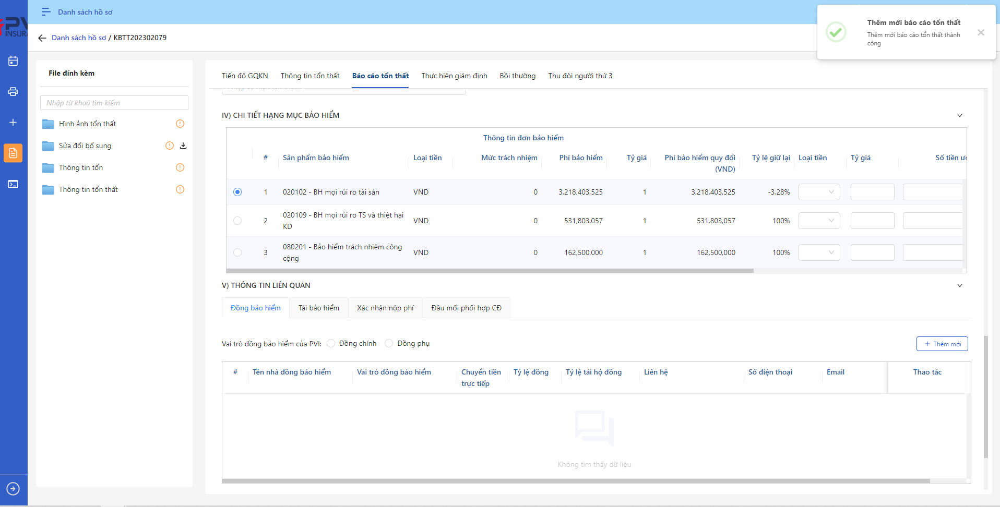 Danh sách hồ sơ
PV
INSURA
Danh sách hồ sơ / KBTT202302079
Thêm mới báo cáo tổn thất
Thêm mới báo cáo tổn thất thành
công
File đính kèm
Nhập từ khoá tìm kiếm
Hình ảnh tổn thất
Sửa đổi bổ sung
Thông tin tổn
Thông tin tổn thất
Tiến độ GQKN
Thông tin tổn thất
Báo cáo tổn thất
Thực hiện giám định
Bồi thường
Thu đòi người thứ 3
IV) CHI TIẾT HẠNG MỤC BẢO HIỂM
Thông tin đơn bảo hiểm
# Sản phẩm bảo hiểm Loại tiền Mức trách nhiệm Phí bảo hiểm Tỷ giá Phí bảo hiểm quy đổi (VND) Tỷ lệ giữ lại Loại tiền Tỷ giá Số tiền ướ
1 020102 - BH mọi rủi ro tài sản VND 0 3,218,403,525 1 3,218,403,525 -3.28%
2 020109 - BH mọi rủi ro TS và thiệt hại KD VND 0 531,803,057 1 531,803,057 100%
3 080201 - Bảo hiểm trách nhiệm công cộng VND 0 162,500,000 1 162,500,000 100%
V) THÔNG TIN LIÊN QUAN
Đồng bảo hiểm
Tái bảo hiểm
Xác nhận nộp phí
Đầu mối phối hợp CĐ
Vai trò đồng bảo hiểm của PVI: Đồng chính Đồng phụ
+ Thêm mới
# Tên nhà đồng bảo hiểm Vai trò đồng bảo hiểm Chuyển tiền trực tiếp Tỷ lệ đồng Tỷ lệ tái hộ đồng Liên hệ Số điện thoại Email Thao tác
Không tìm thấy dữ liệu